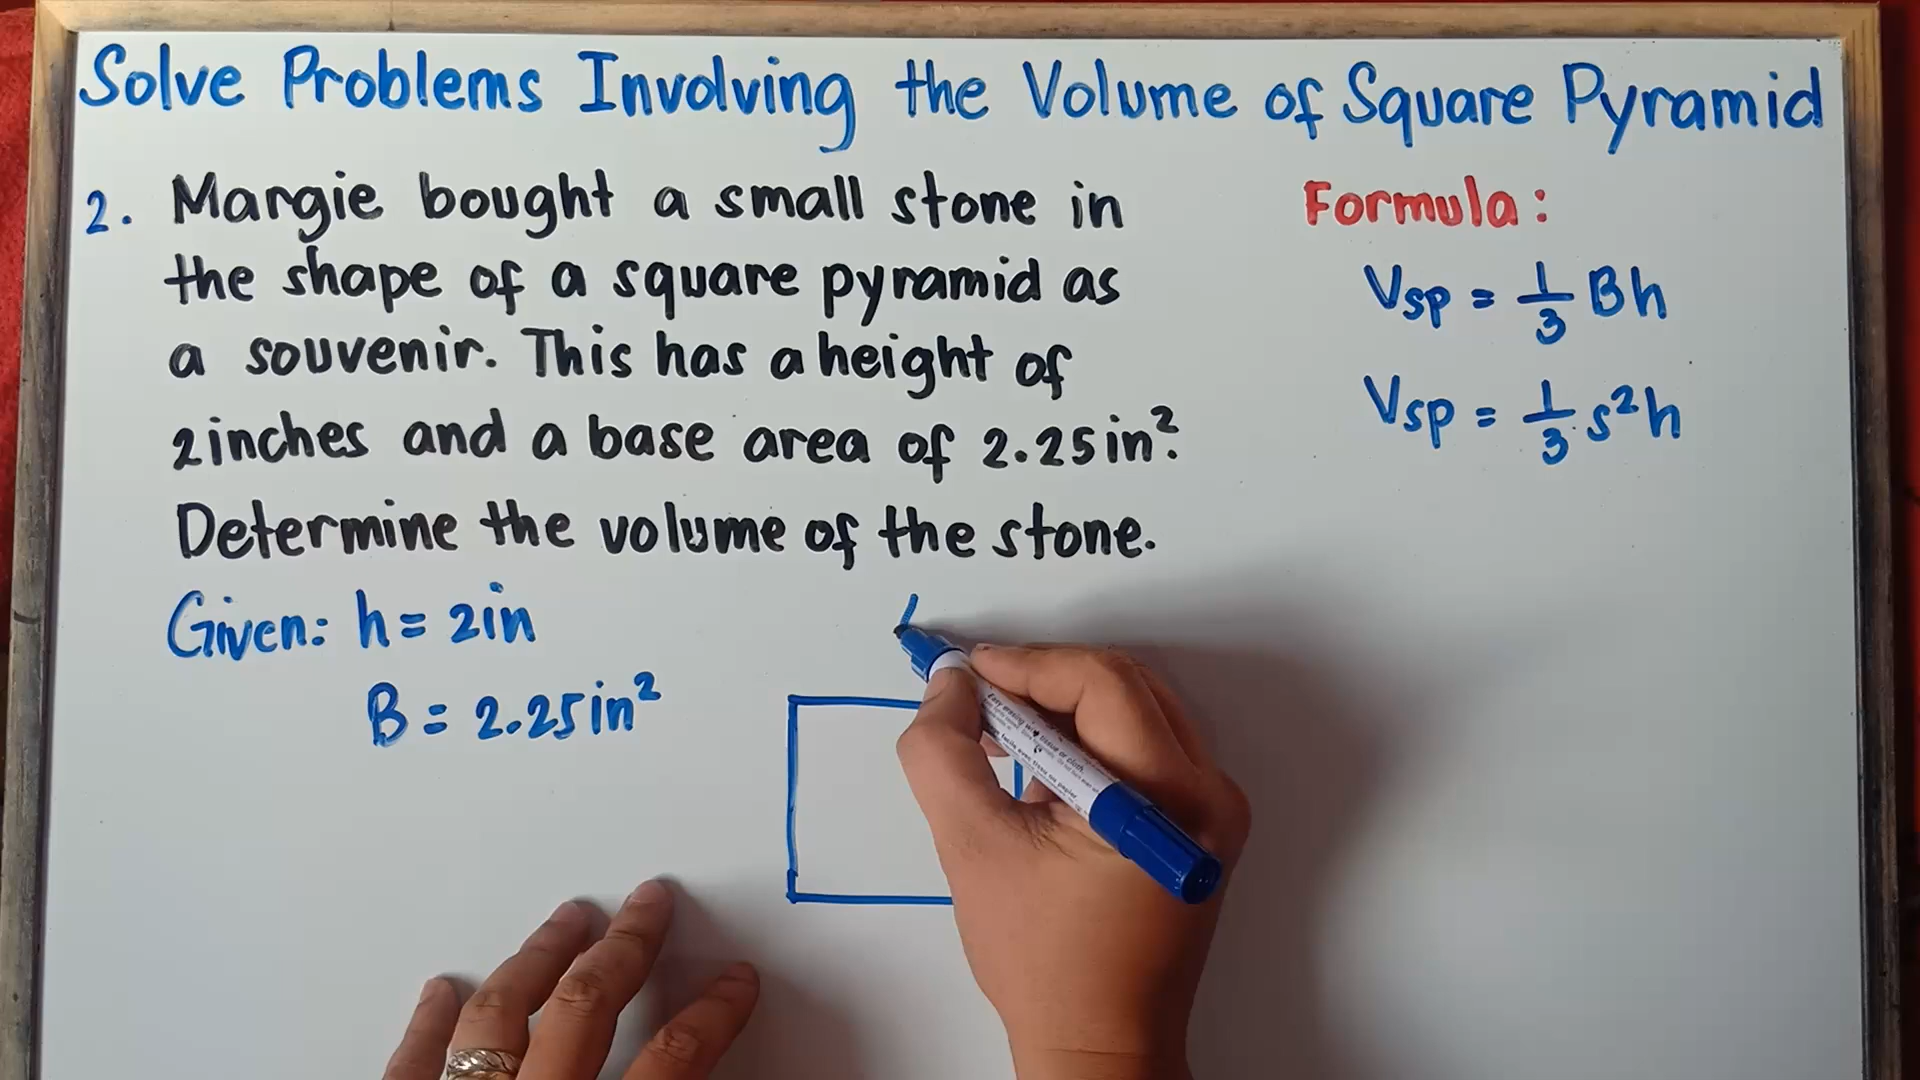 Solve Problems Involving the Volume of Square Pyramid
2. Margie bought a small stone in
the shape of a square pyramid as
a souvenir. This has a height of
2inches and a base area of 2.25in².
Determine the volume of the stone.
Given: h = 2in
B = 2.25in²
Formula:
Vsp = 1/3 Bh
Vsp = 1/3 s²h